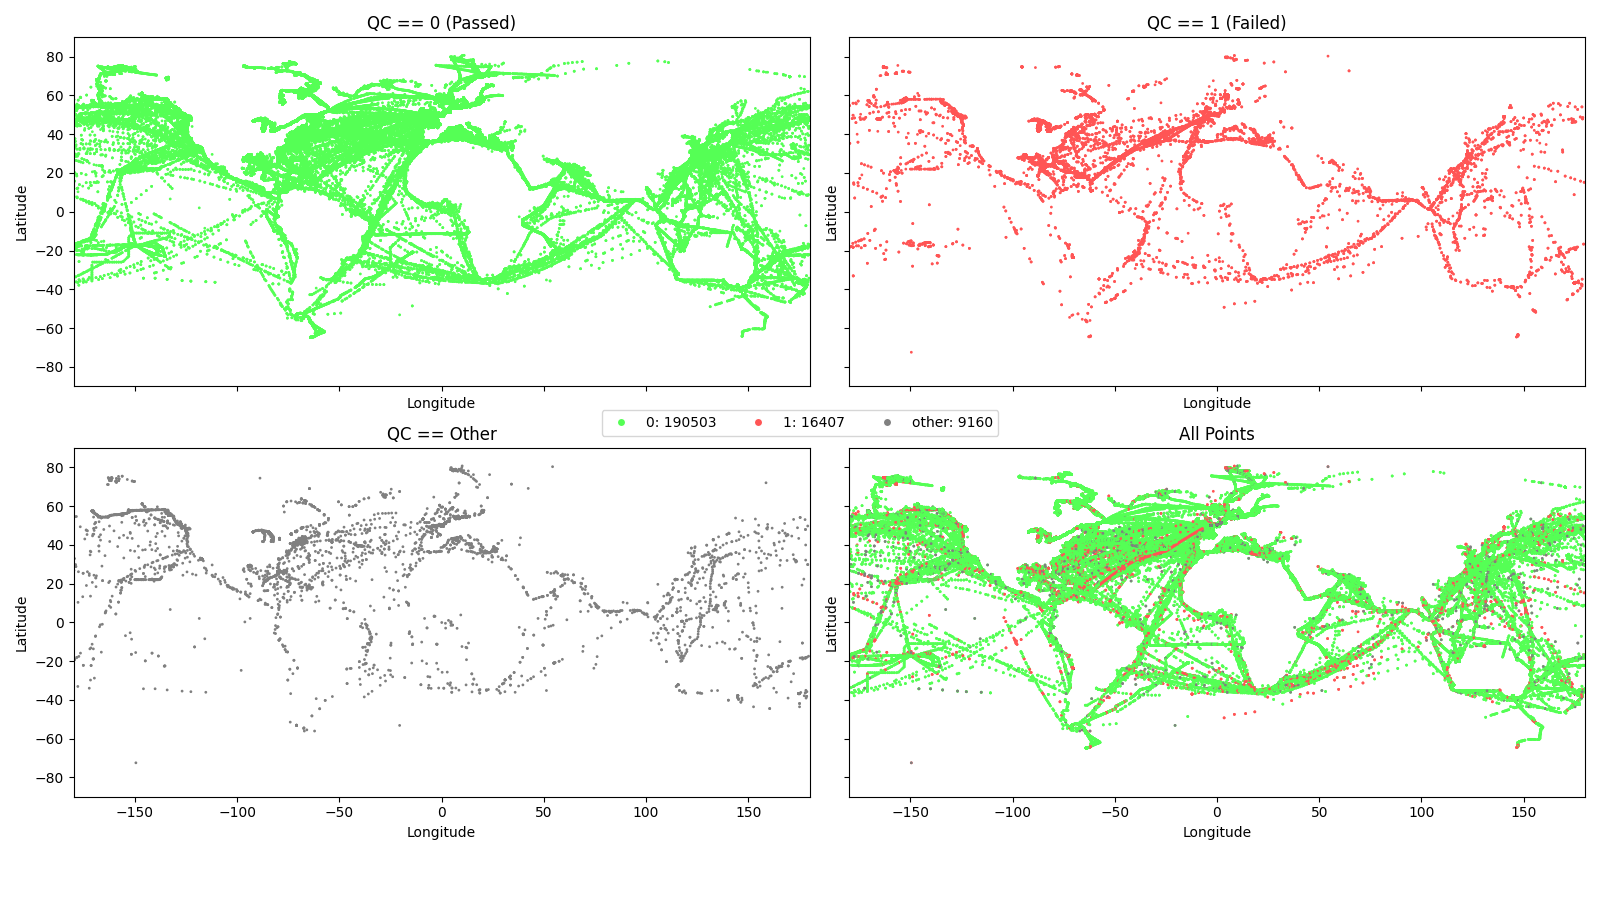 QC == 0 (Passed)
QC == 1 (Failed)
80
60
40
20
0
−20
−40
−60
−80
Latitude
Latitude
Longitude
Longitude
0: 190503 1: 16407 other: 9160
QC == Other
All Points
80
60
40
20
0
−20
−40
−60
−80
Latitude
Latitude
−150 −100 −50 0 50 100 150
−150 −100 −50 0 50 100 150
Longitude
Longitude